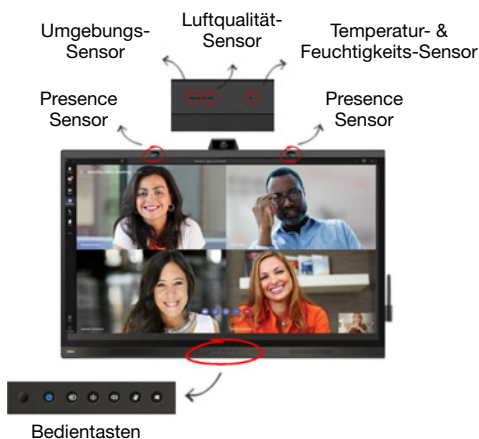 Umgebungs-
Sensor
Luftqualität-
Sensor
Temperatur- &
Feuchtigkeits-Sensor
Presence
Sensor
Presence
Sensor
Bedientasten